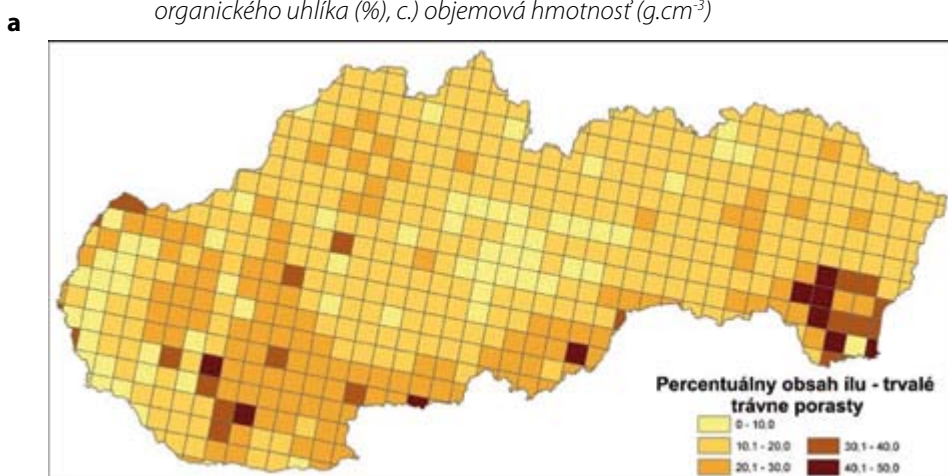 organického uhlíka (%), c.) objemová hmotnosť (g.cm-3)
a
Percentuálny obsah ílu - trvalé
trávne porasty
0 - 10,0
10,1 - 20,0
20,1 - 30,0
30,1 - 40,0
40,1 - 50,0